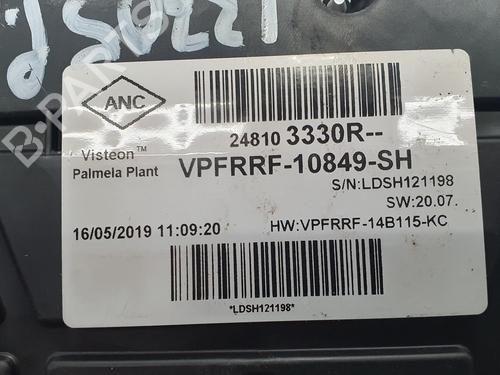 ANC
Visteon™
Palmela Plant
24810 3330R--
VPFRRF-10849-SH
S/N:LDSH121198
SW:20.07.
16/05/2019 11:09:20
HW:VPFRRF-14B115-KC
*LDSH121198*